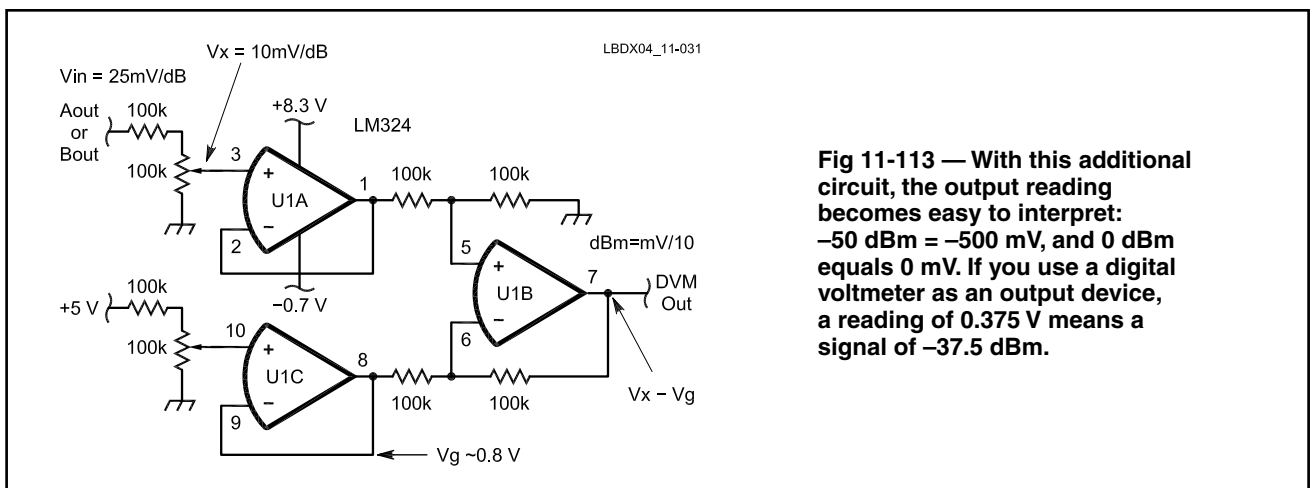 Vx = 10mV/dB
LBDX04_11-031
Vin = 25mV/dB
Aout
or
Bout
100k
100k
+8.3 V
LM324
3
+
U1A
1
–
2
–0.7 V
100k
100k
dBm=mV/10
5
+
U1B
7
–
6
DVM
Out
+5 V
100k
100k
10
+
U1C
8
–
9
100k
100k
Vx – Vg
Vg ~0.8 V
Fig 11-113 — With this additional
circuit, the output reading
becomes easy to interpret:
–50 dBm = –500 mV, and 0 dBm
equals 0 mV. If you use a digital
voltmeter as an output device,
a reading of 0.375 V means a
signal of –37.5 dBm.